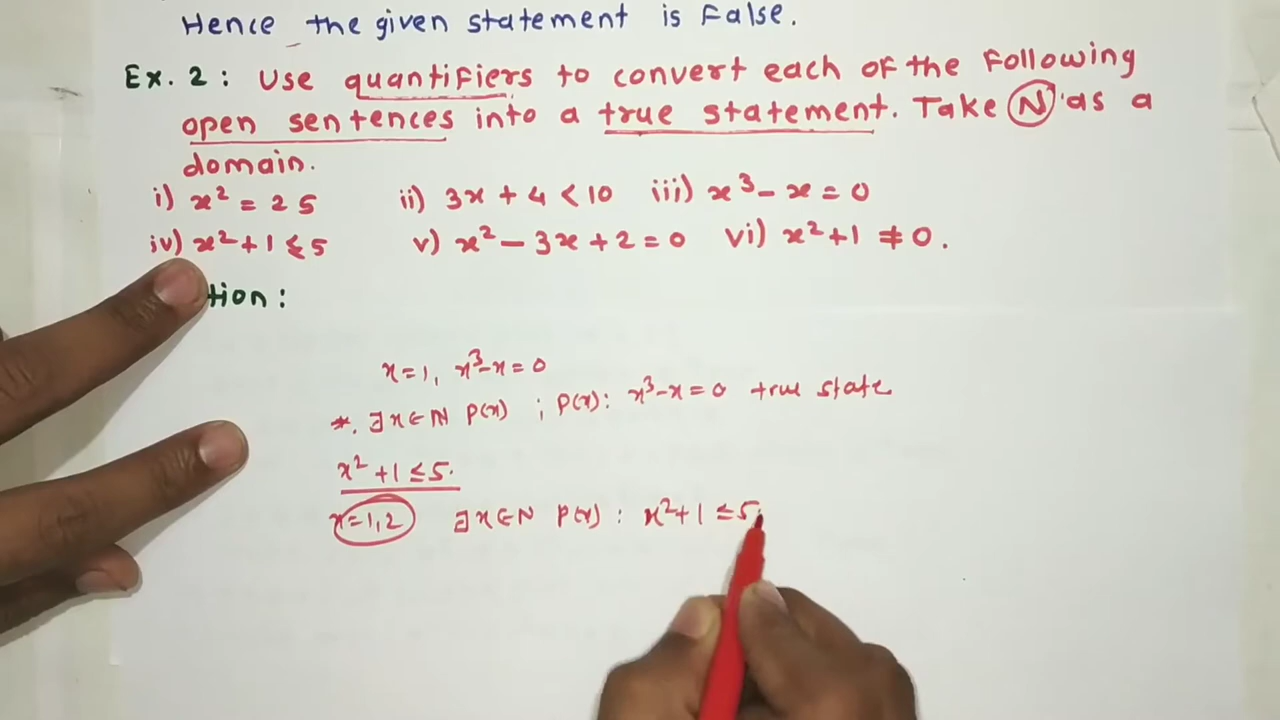 Hence the given statement is False.
Ex. 2 : Use quantifiers to convert each of the following
open sentences into a true statement. Take N as a
domain.
i) x² = 25 ii) 3x + 4 < 10 iii) x³ - x = 0
iv) x² + 1 ≤ 5 v) x² - 3x + 2 = 0 vi) x² + 1 ≠ 0.
tion :
x = 1, x³-x = 0
*. ∃ x ∈ N P(x) ; P(x) : x³-x = 0 true state
x² + 1 ≤ 5.
x = 1, 2 ∃ x ∈ N P(x) : x² + 1 ≤ 5.